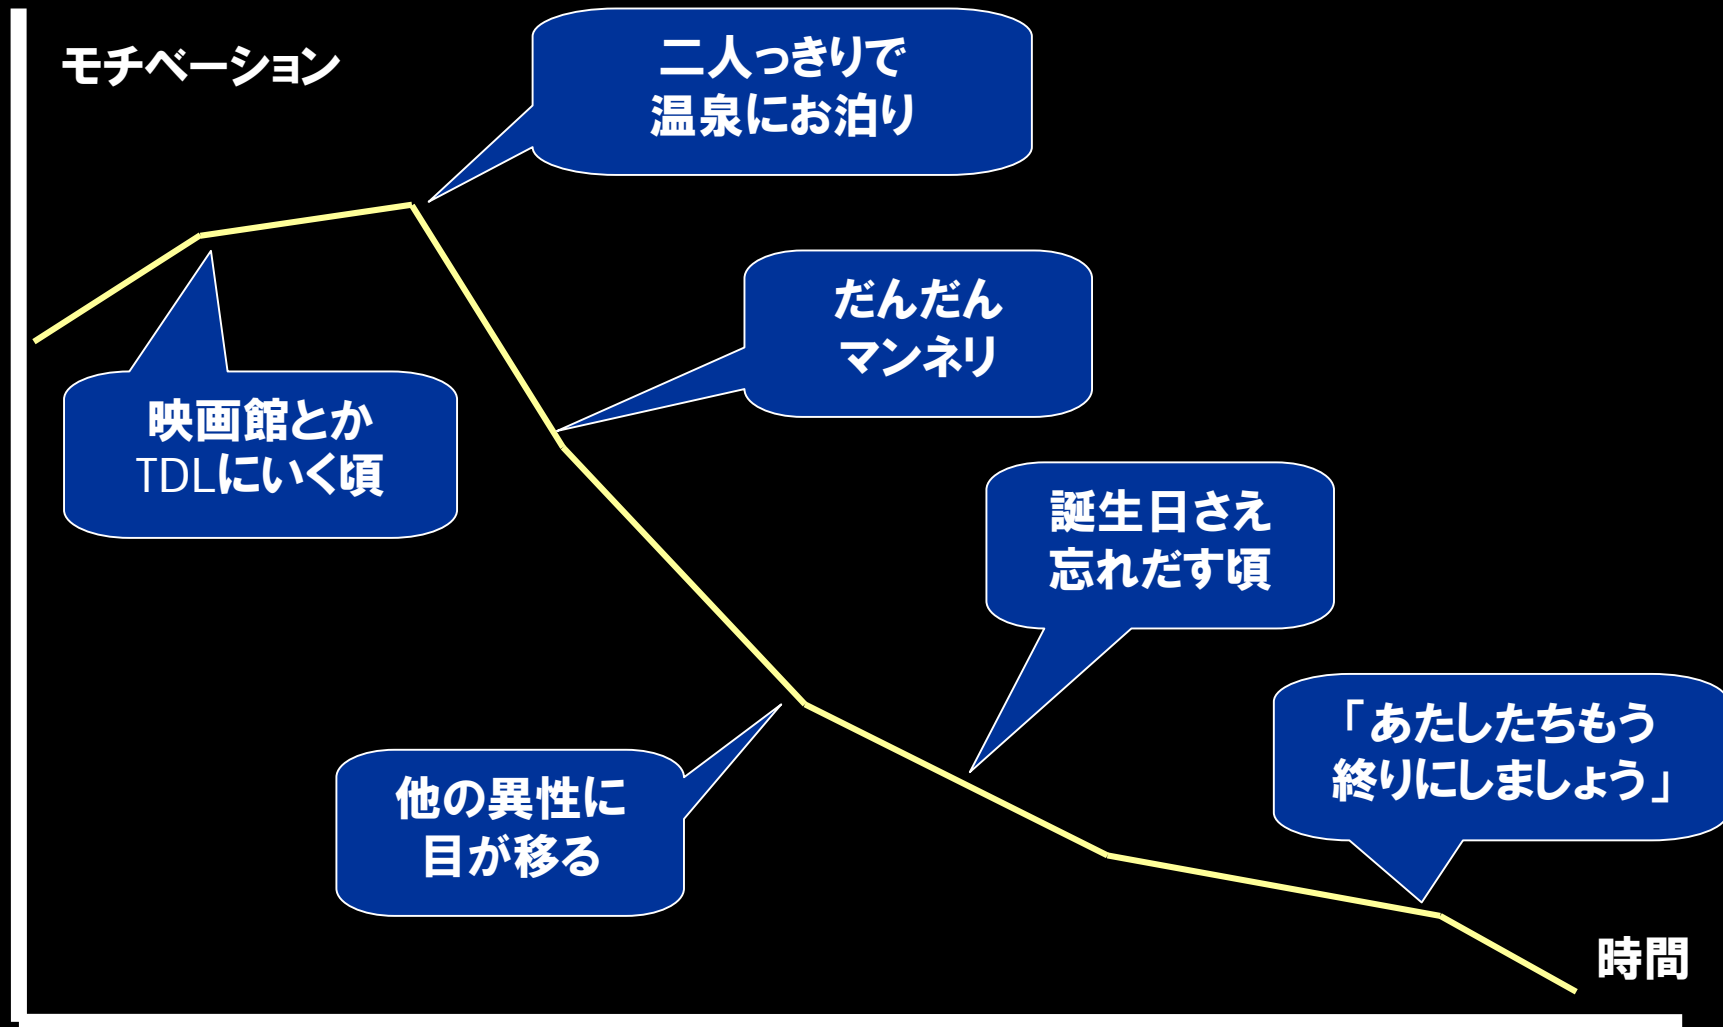 モチベーション
二人っきりで
温泉にお泊り
だんだん
マンネリ
映画館とか
TDLにいく頃
誕生日さえ
忘れだす頃
「あたしたちもう
終りにしましょう」
他の異性に
目が移る
時間